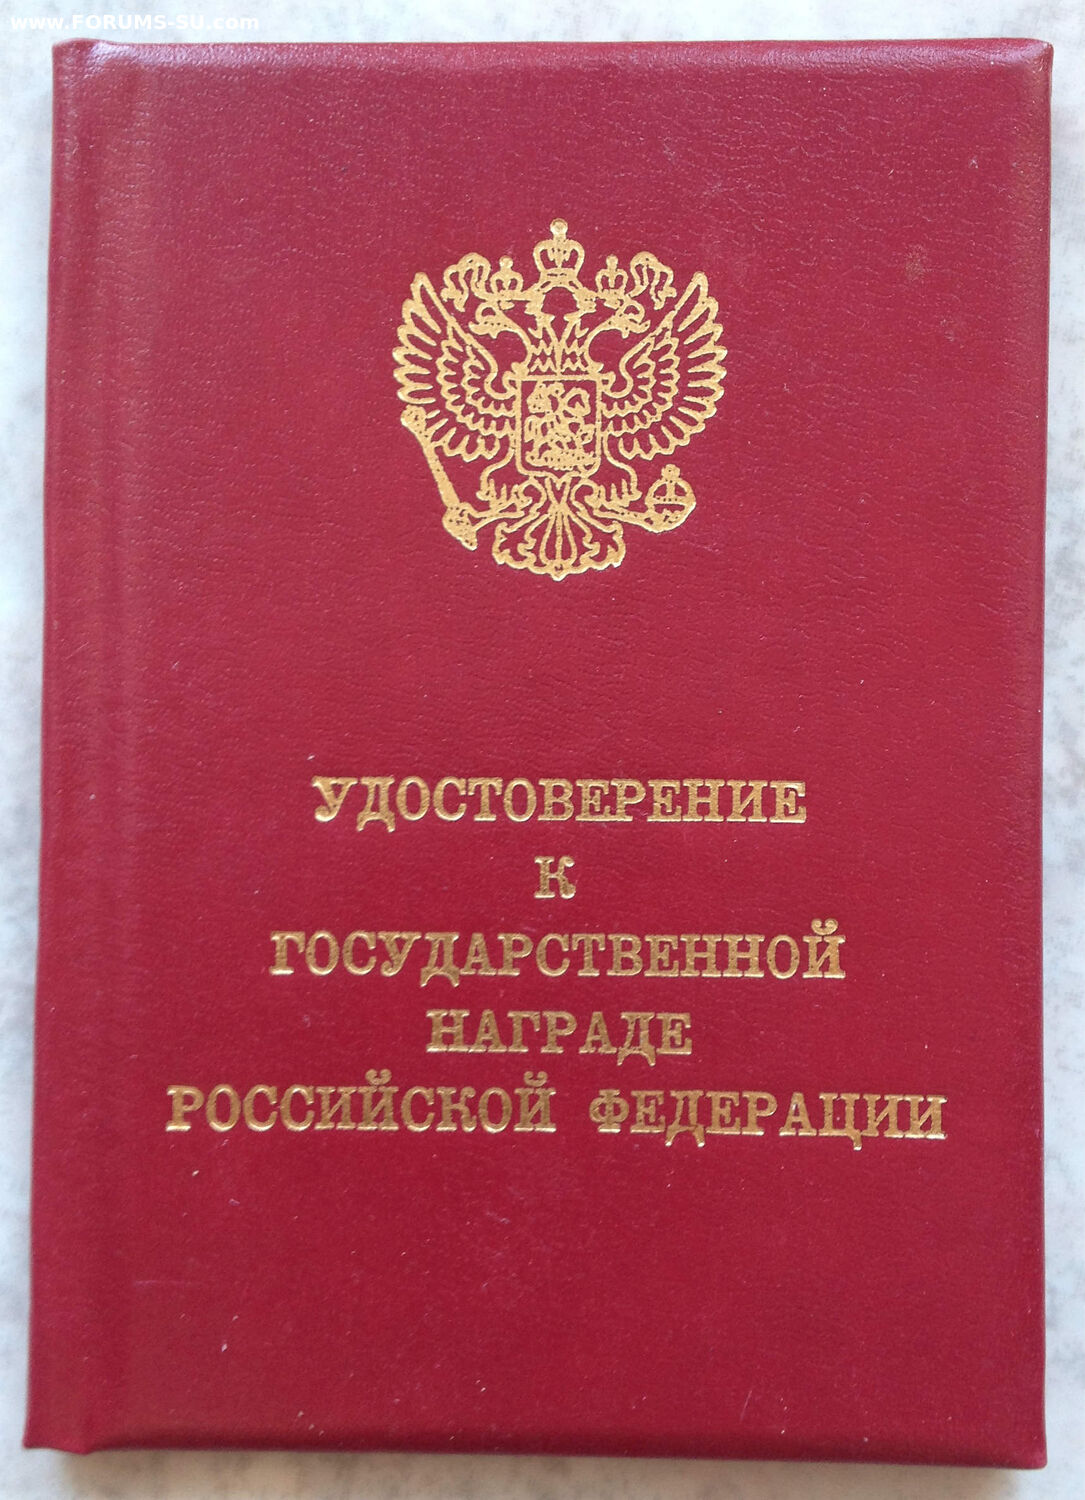 www.FORUMS-SU.com
УДОСТОВЕРЕНИЕ
К
ГОСУДАРСТВЕННОЙ
НАГРАДЕ
РОССИЙСКОЙ ФЕДЕРАЦИИ